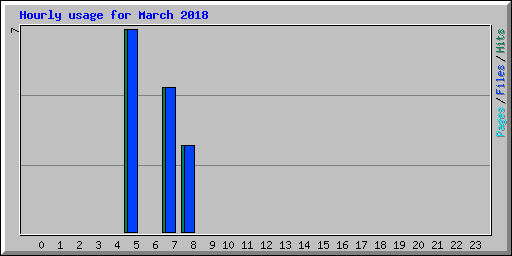 Hourly usage for March 2018
7
Pages/Files/Hits
0 1 2 3 4 5 6 7 8 9 10 11 12 13 14 15 16 17 18 19 20 21 22 23